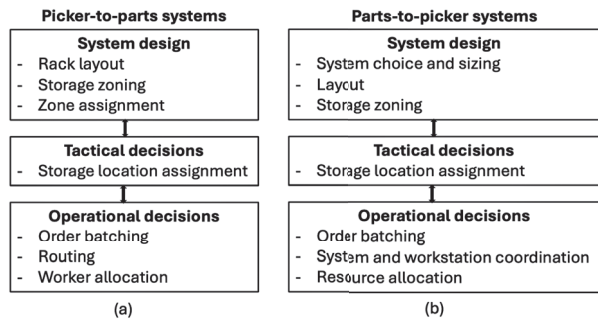 Picker-to-parts systems
System design
- Rack layout
- Storage zoning
- Zone assignment
Tactical decisions
- Storage location assignment
Operational decisions
- Order batching
- Routing
- Worker allocation
(a)
Parts-to-picker systems
System design
- System choice and sizing
- Layout
- Storage zoning
Tactical decisions
- Storage location assignment
Operational decisions
- Order batching
- System and workstation coordination
- Resource allocation
(b)